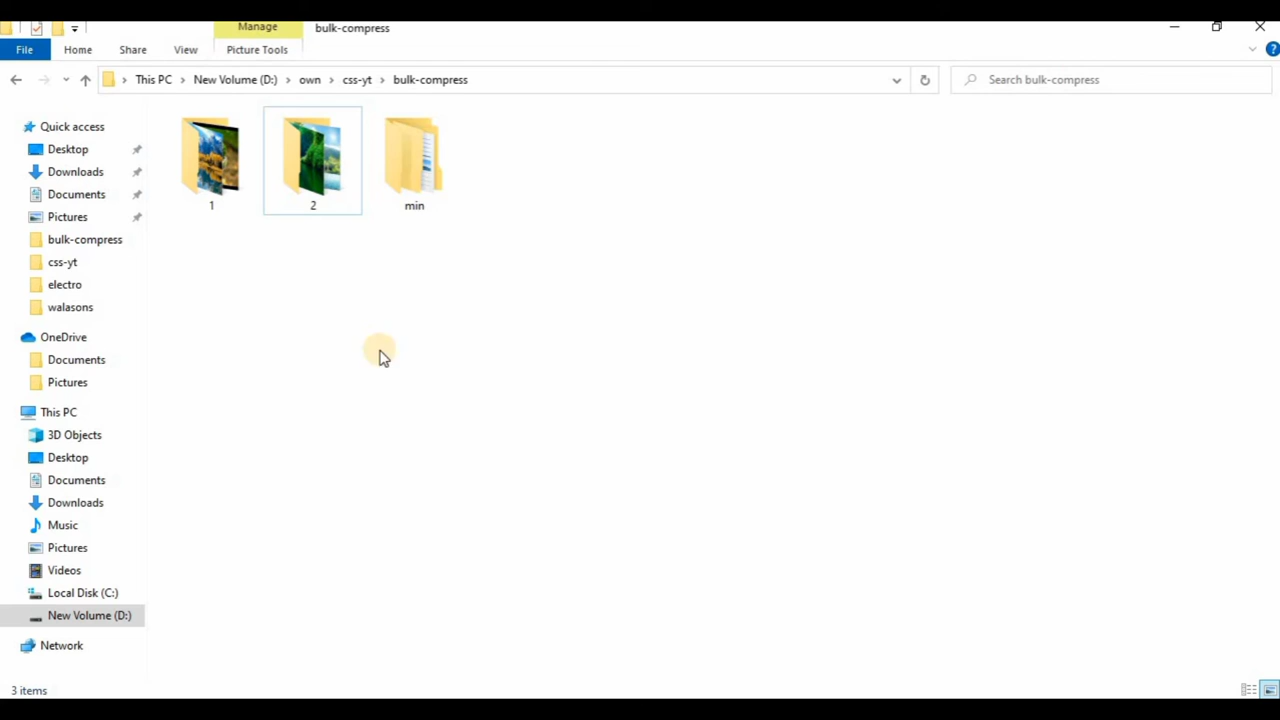 Manage
bulk-compress
File
Home
Share
View
Picture Tools
This PC
New Volume (D:)
own
css-yt
bulk-compress
Search bulk-compress
Quick access
Desktop
Downloads
Documents
Pictures
bulk-compress
css-yt
electro
walasons
OneDrive
Documents
Pictures
This PC
3D Objects
Desktop
Documents
Downloads
Music
Pictures
Videos
Local Disk (C:)
New Volume (D:)
Network
1
2
min
3 items